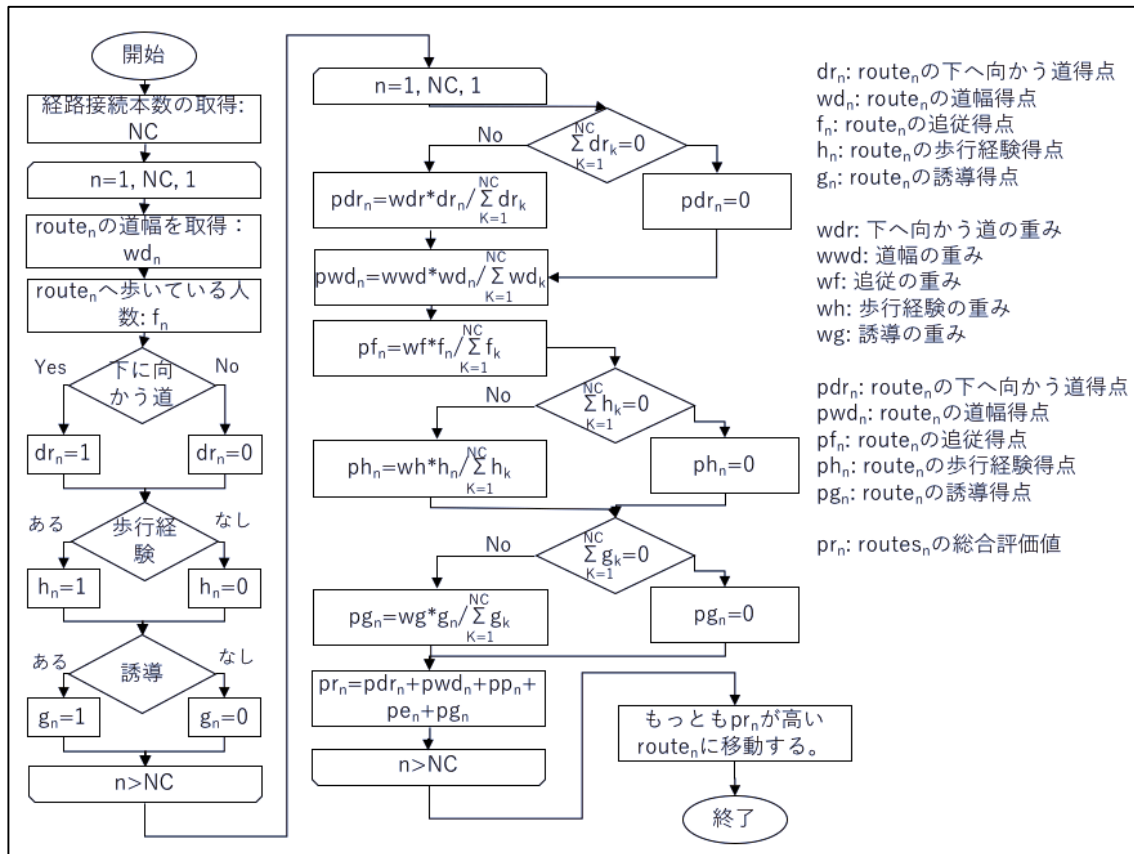 開始
経路接続本数の取得:
NC
n=1, NC, 1
routeₙの道幅を取得：
wdₙ
routeₙへ歩いている人
数: fₙ
下に向
かう道
Yes
No
drₙ=1
drₙ=0
歩行経
験
ある
なし
hₙ=1
hₙ=0
誘導
ある
なし
gₙ=1
gₙ=0
n>NC
n=1, NC, 1
NC
Σ drₖ=0
K=1
No
NC
pdrₙ=wdr*drₙ/Σ drₖ
K=1
pdrₙ=0
NC
pwdₙ=wwd*wdₙ/Σ wdₖ
K=1
NC
pfₙ=wf*fₙ/Σ fₖ
K=1
NC
Σ hₖ=0
K=1
No
NC
phₙ=wh*hₙ/Σ hₖ
K=1
phₙ=0
NC
Σ gₖ=0
K=1
No
NC
pgₙ=wg*gₙ/Σ gₖ
K=1
pgₙ=0
prₙ=pdrₙ+pwdₙ+ppₙ+
peₙ+pgₙ
n>NC
もっともprₙが高い
routeₙに移動する。
終了
drₙ: routeₙの下へ向かう道得点
wdₙ: routeₙの道幅得点
fₙ: routeₙの追従得点
hₙ: routeₙの歩行経験得点
gₙ: routeₙの誘導得点
wdr: 下へ向かう道の重み
wwd: 道幅の重み
wf: 追従の重み
wh: 歩行経験の重み
wg: 誘導の重み
pdrₙ: routeₙの下へ向かう道得点
pwdₙ: routeₙの道幅得点
pfₙ: routeₙの追従得点
phₙ: routeₙの歩行経験得点
pgₙ: routeₙの誘導得点
prₙ: routesₙの総合評価値